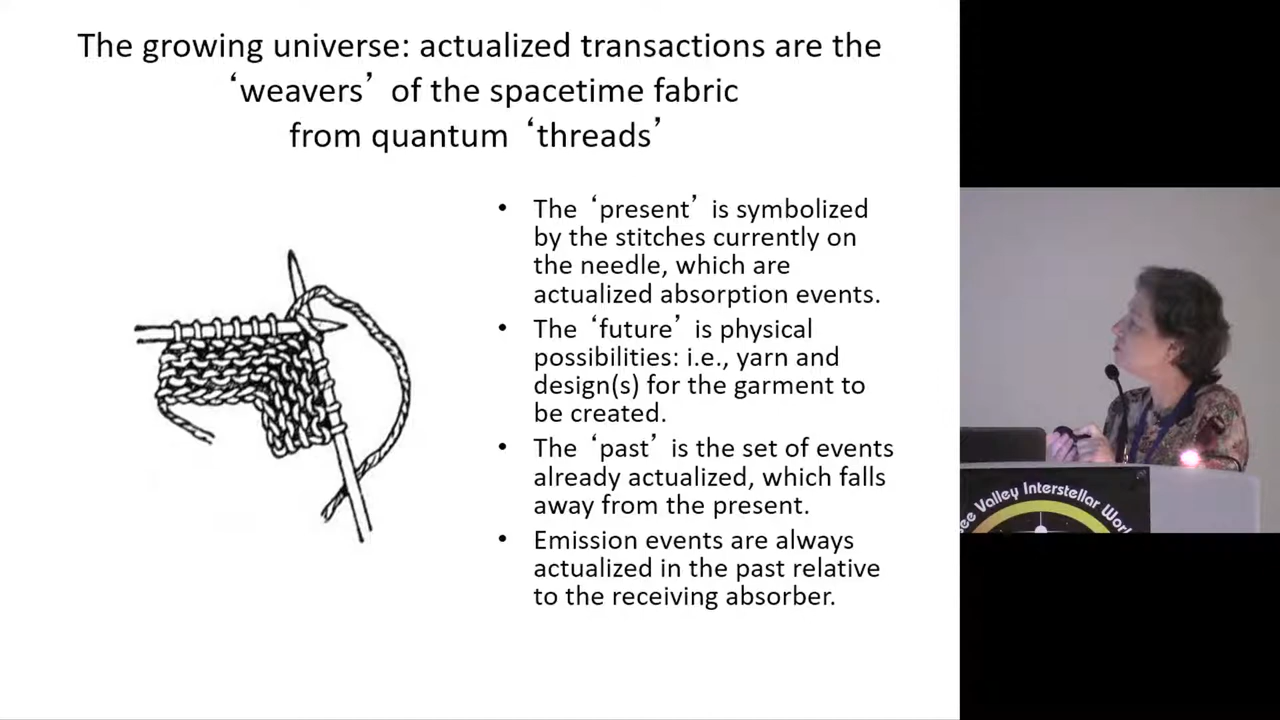 The growing universe: actualized transactions are the
‘weavers’ of the spacetime fabric
from quantum ‘threads’
• The ‘present’ is symbolized
by the stitches currently on
the needle, which are
actualized absorption events.
• The ‘future’ is physical
possibilities: i.e., yarn and
design(s) for the garment to
be created.
• The ‘past’ is the set of events
already actualized, which falls
away from the present.
• Emission events are always
actualized in the past relative
to the receiving absorber.
Valley Interstellar